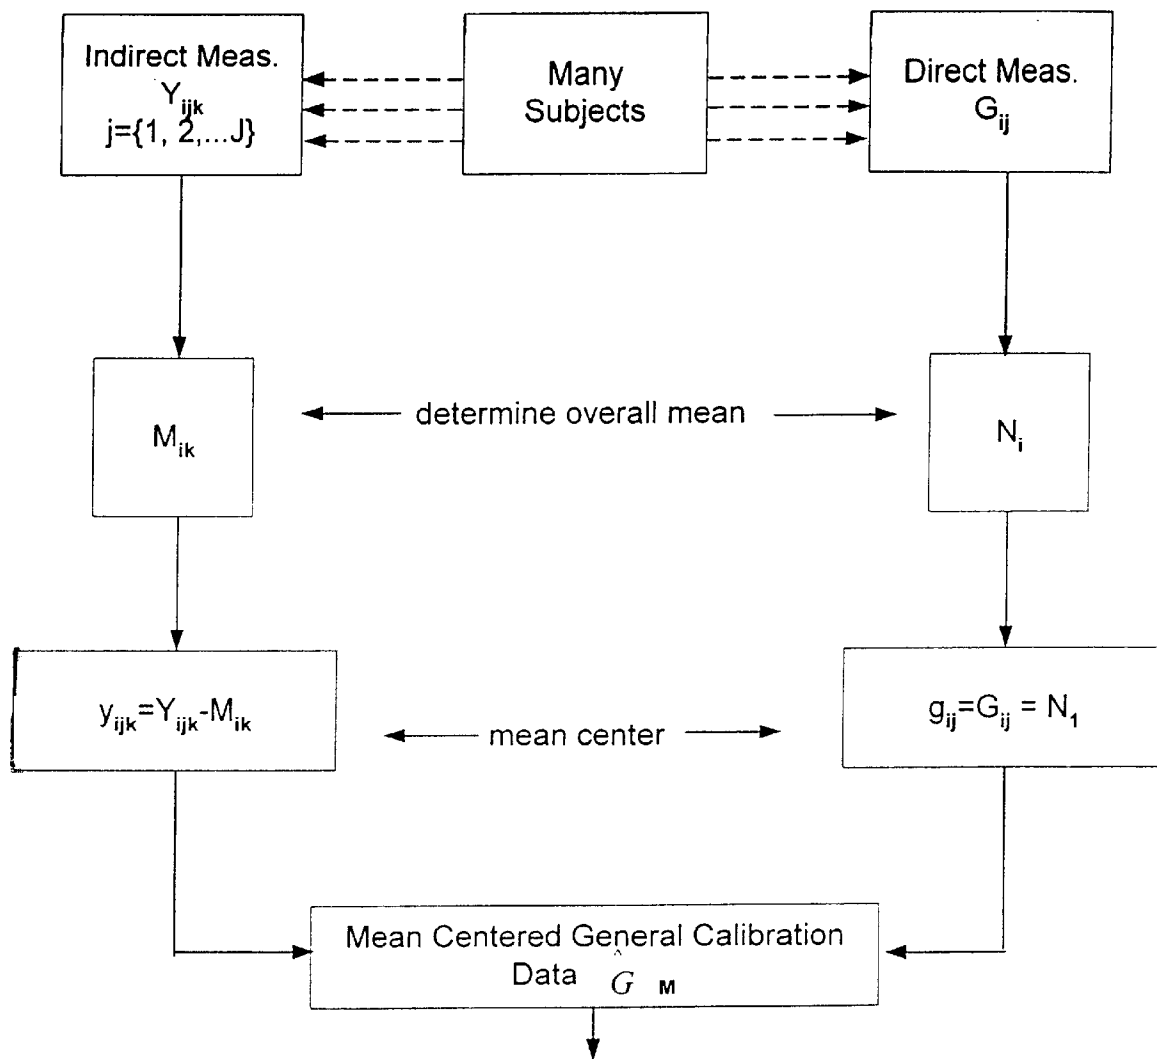 Indirect Meas.
Y_ijk
j={1, 2,...J}
Many
Subjects
Direct Meas.
G_ij
M_ik
determine overall mean
N_i
y_ijk=Y_ijk-M_ik
mean center
g_ij=G_ij = N_1
Mean Centered General Calibration
Data Ĝ M